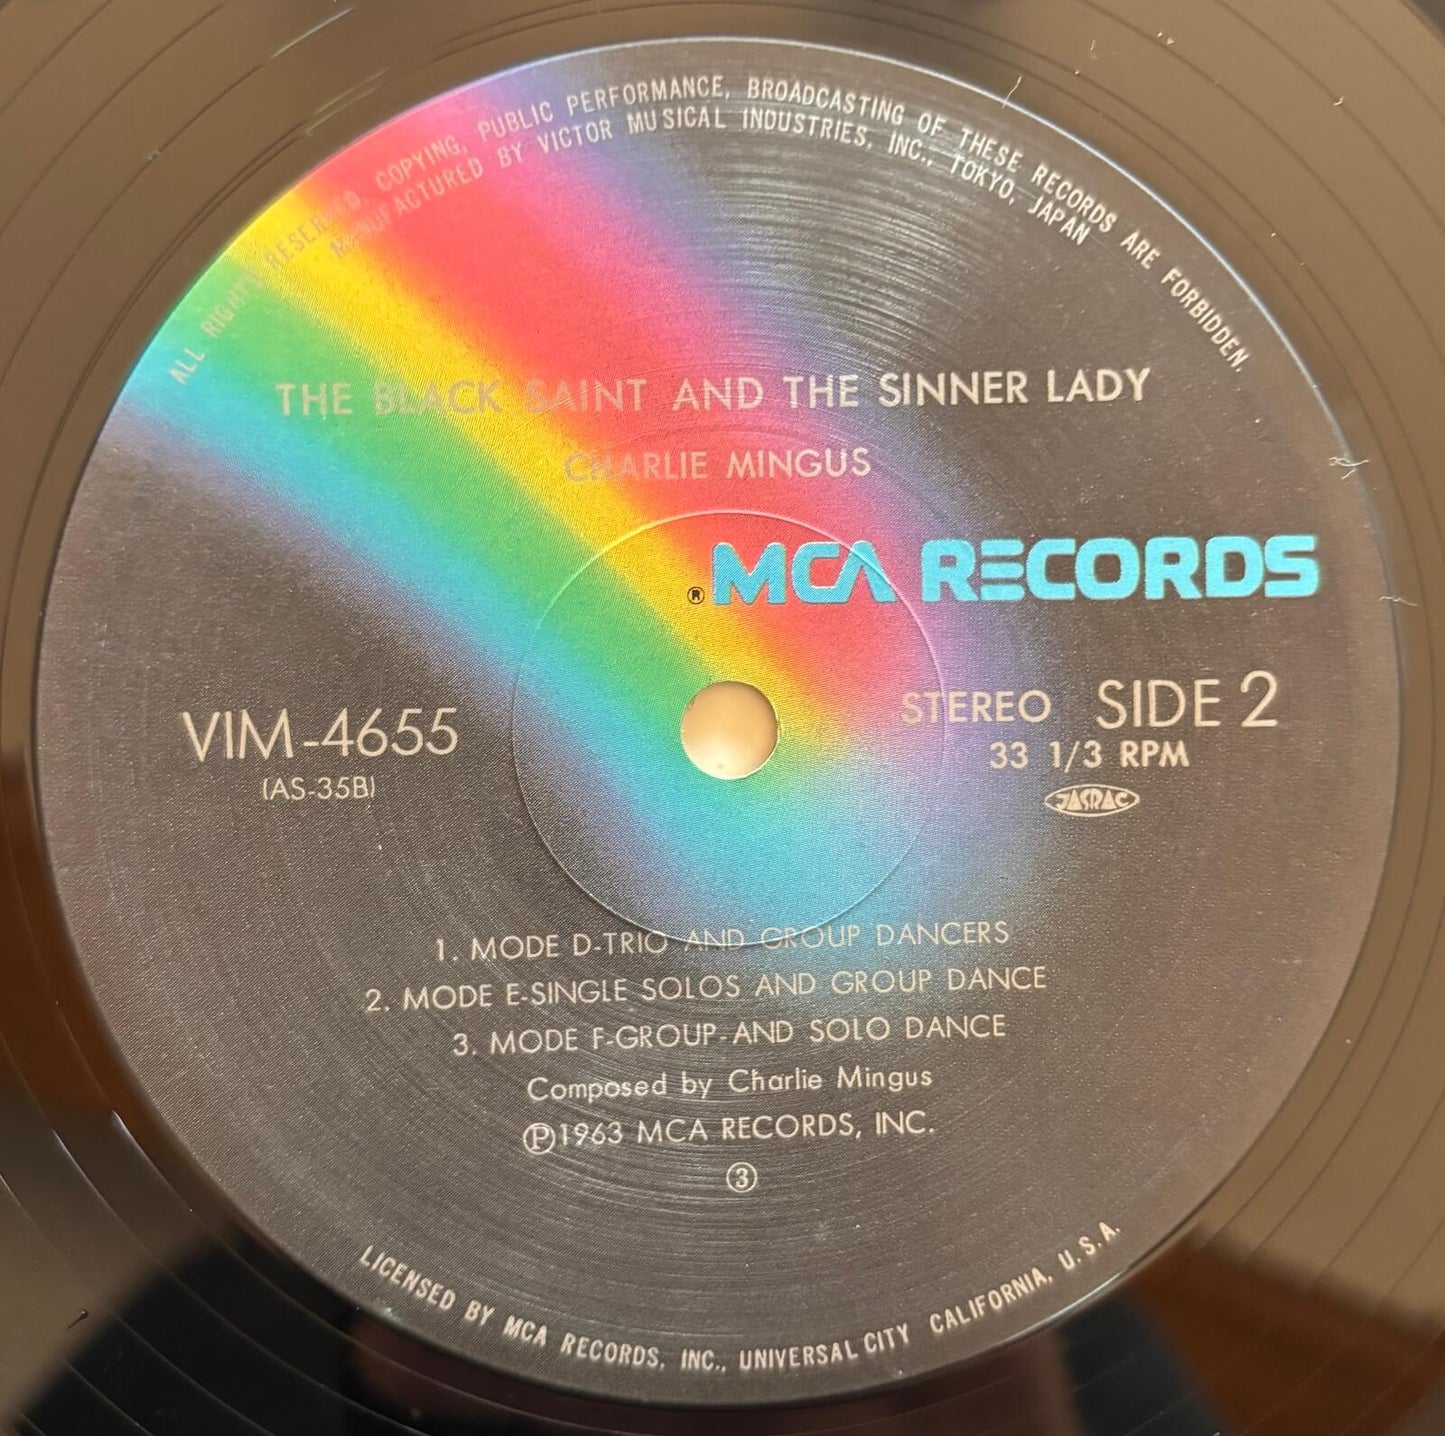 ALL RIGHTS RESERVED, COPYING, PUBLIC PERFORMANCE, BROADCASTING OF THESE RECORDS ARE FORBIDDEN.
MANUFACTURED BY VICTOR MUSICAL INDUSTRIES, INC., TOKYO, JAPAN
THE BLACK SAINT AND THE SINNER LADY
CHARLIE MINGUS
® MCA RECORDS
VIM-4655
(AS-35B)
STEREO SIDE 2
33 1/3 RPM
JASRAC
1. MODE D-TRIO AND GROUP DANCERS
2. MODE E-SINGLE SOLOS AND GROUP DANCE
3. MODE F-GROUP-AND SOLO DANCE
Composed by Charlie Mingus
℗1963 MCA RECORDS, INC.
③
LICENSED BY MCA RECORDS, INC., UNIVERSAL CITY CALIFORNIA, U.S.A.